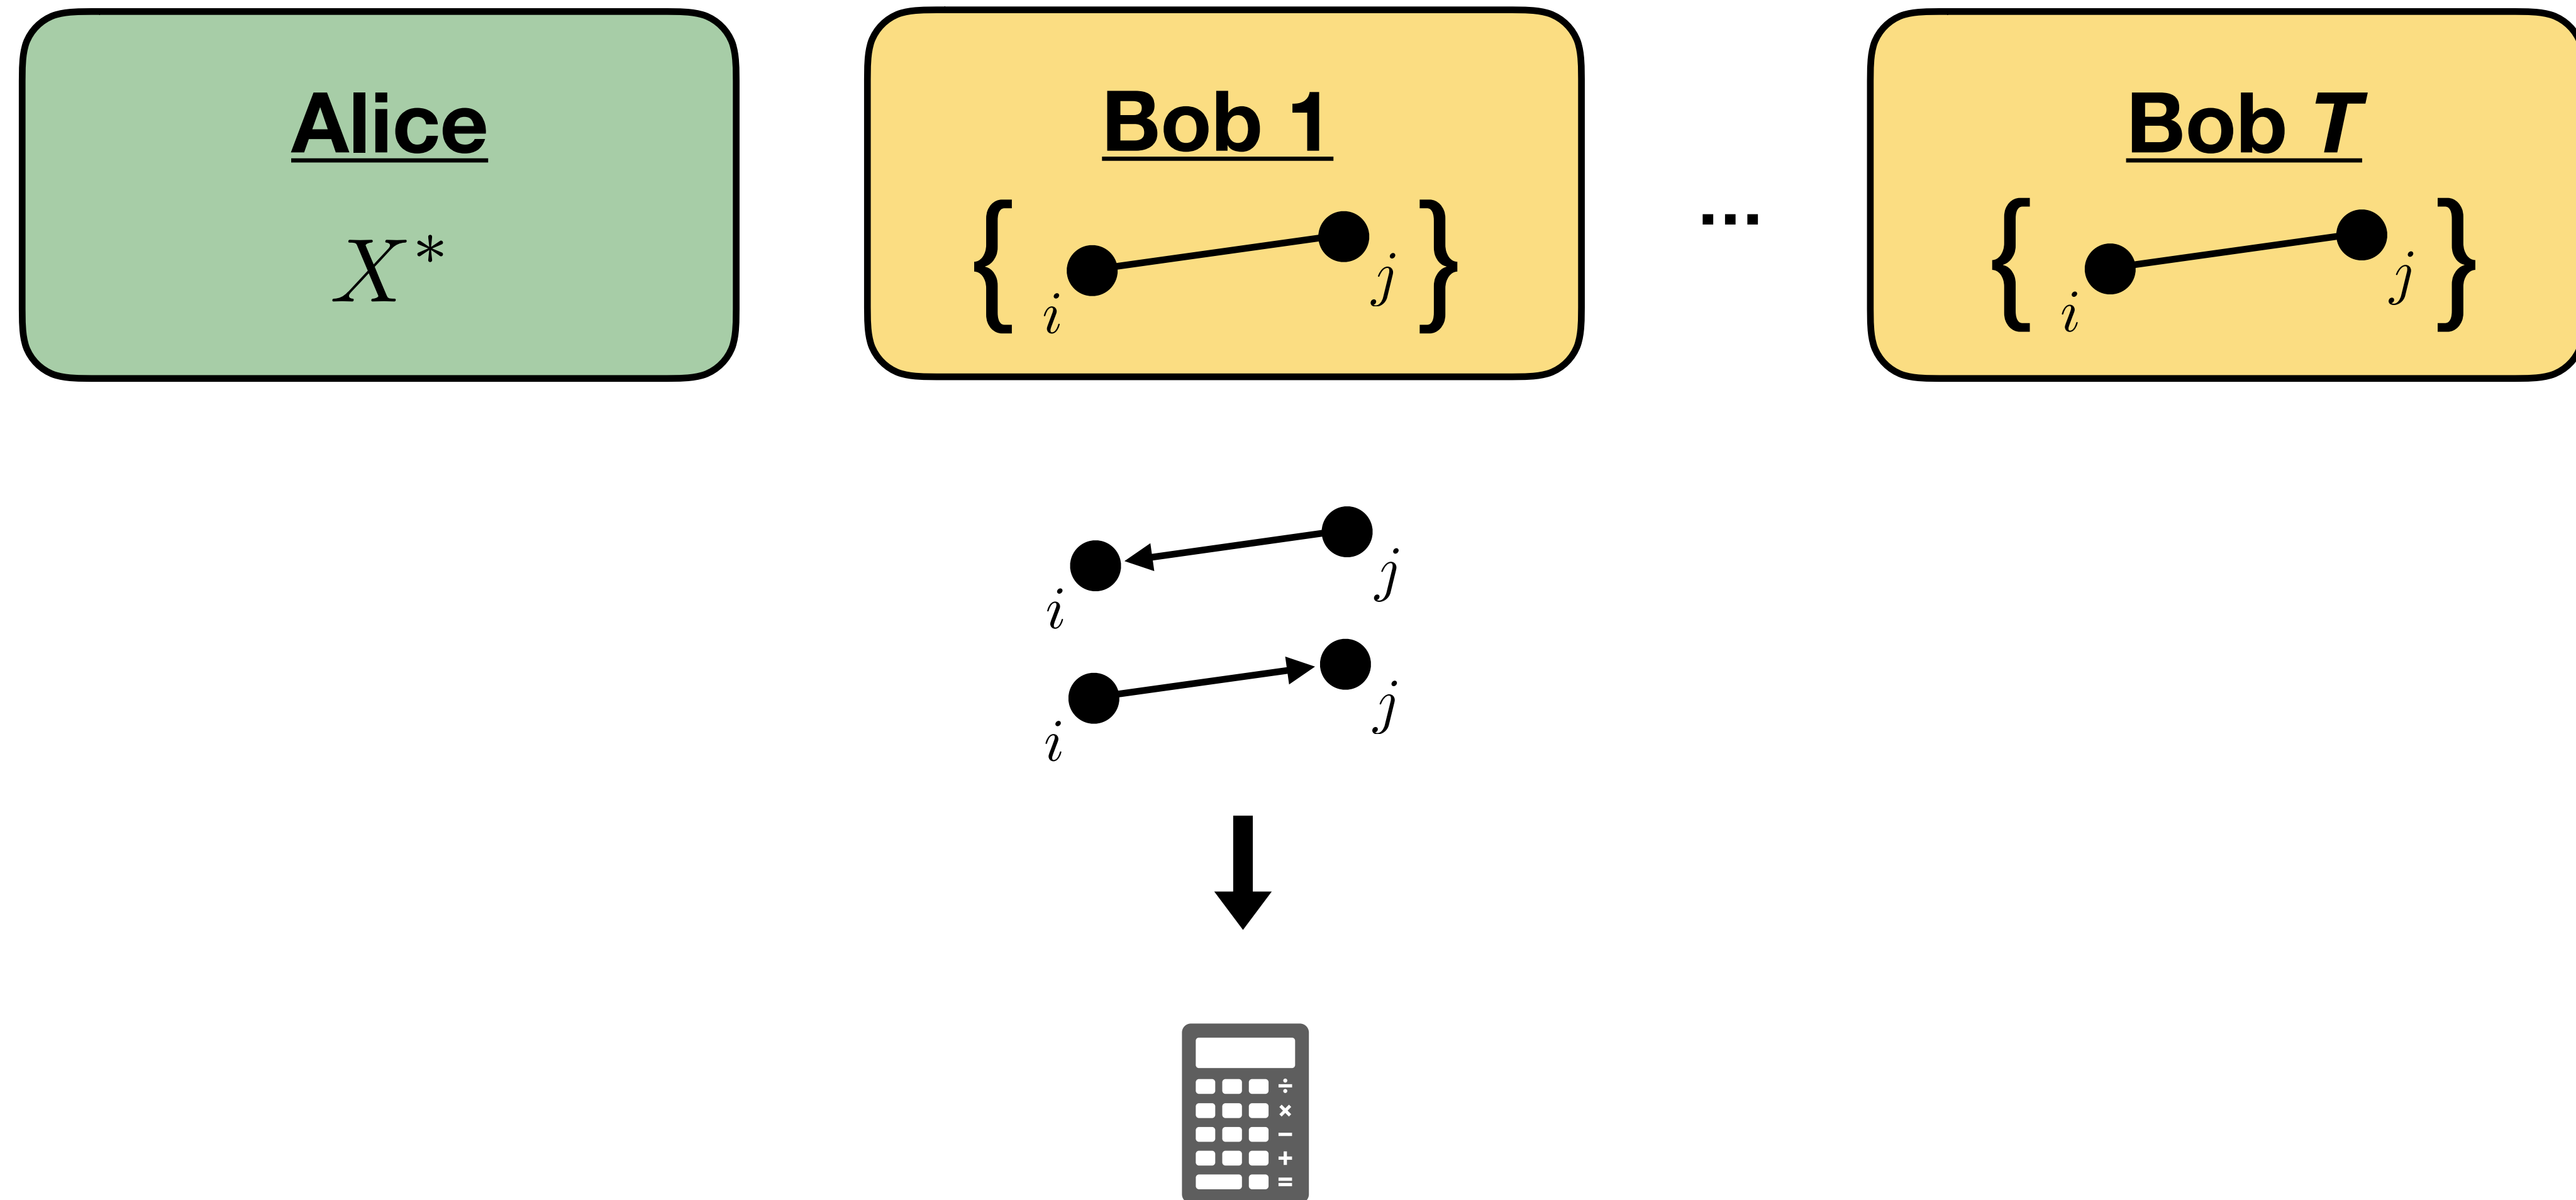 Alice
X*
Bob 1
{ i j }
...
Bob T
{ i j }
i j
i j
÷
×
−
+
=